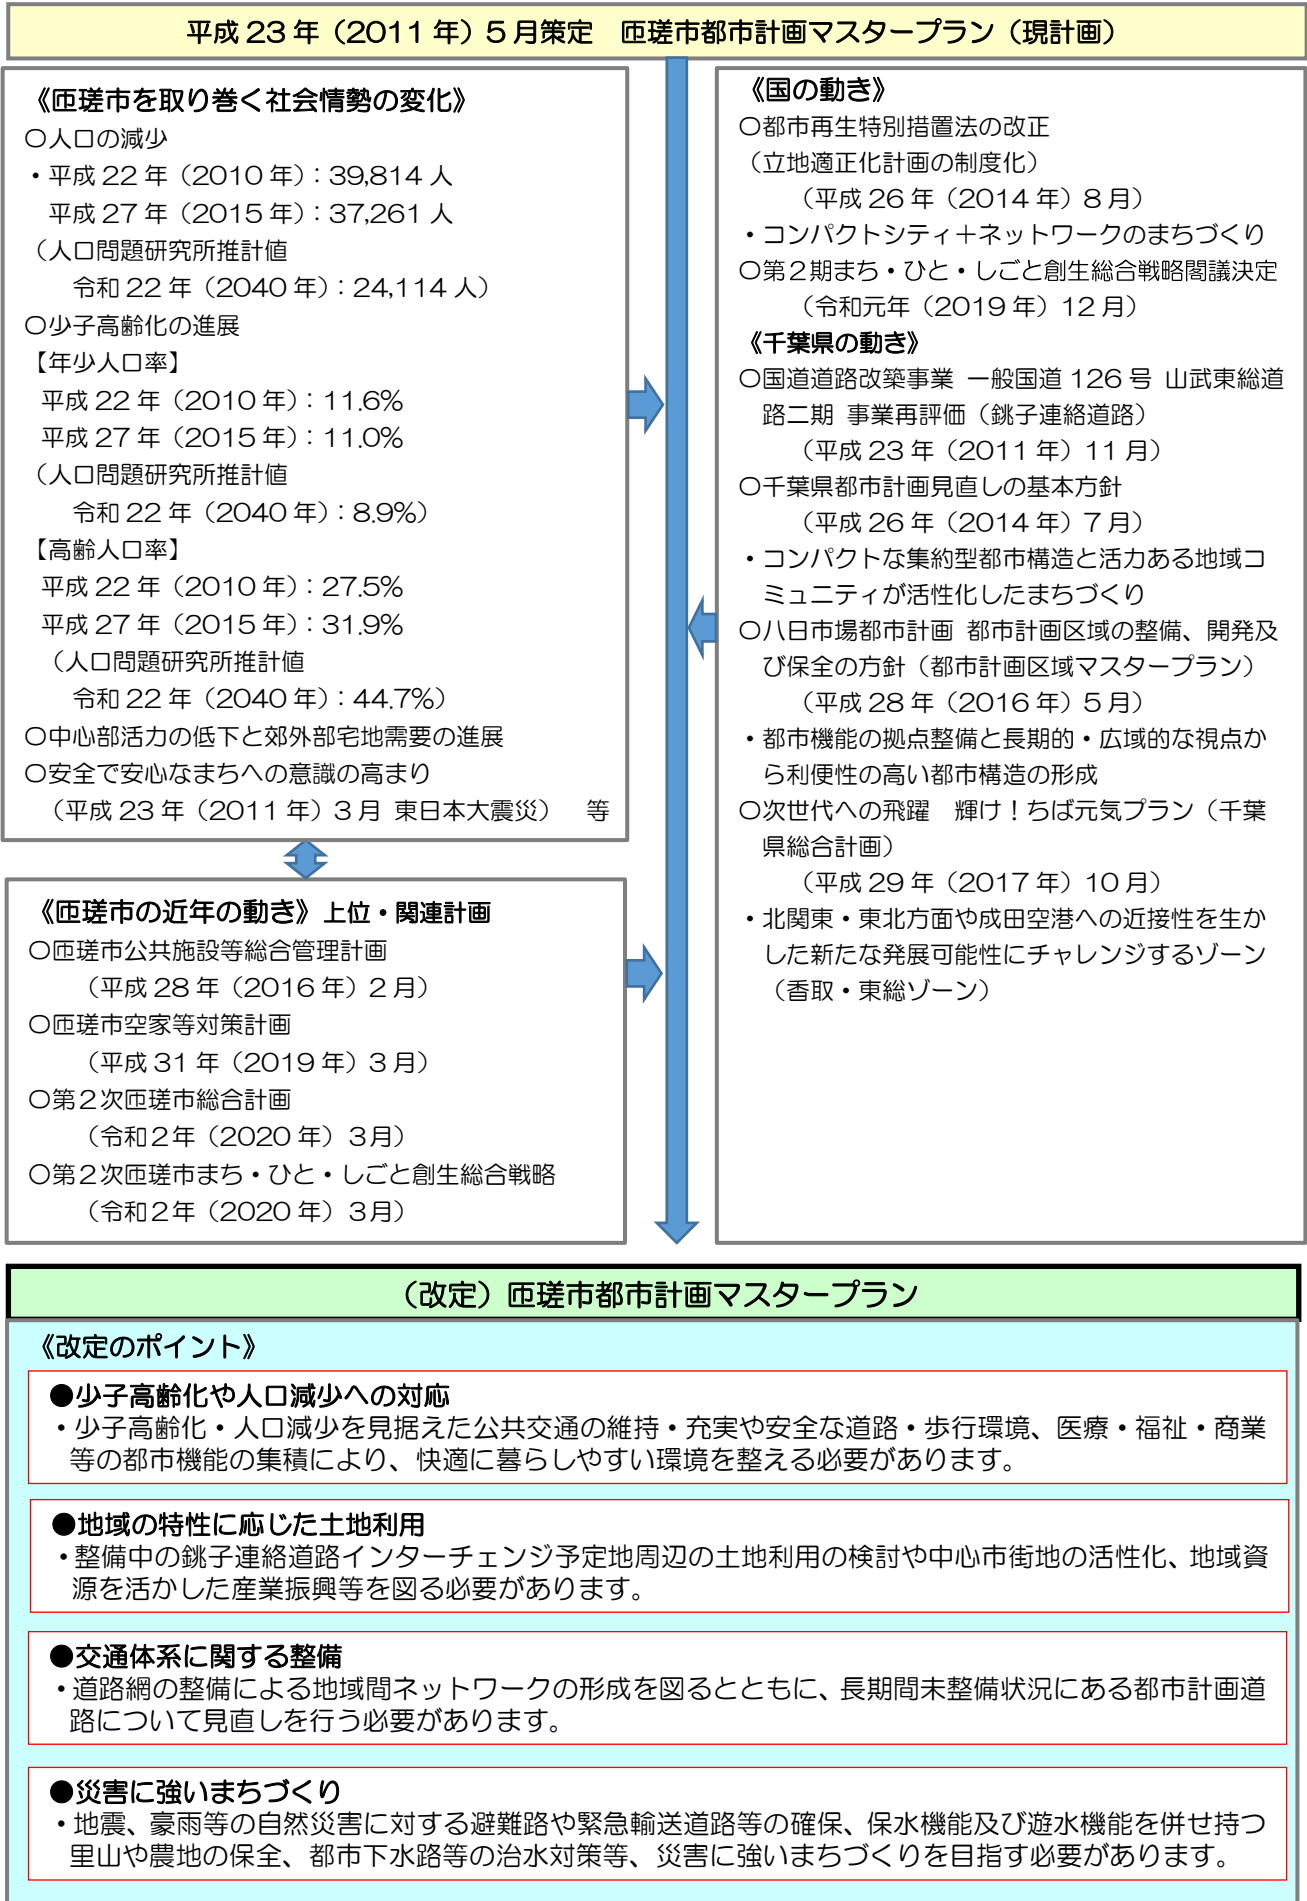 平成23年（2011年）5月策定　匝瑳市都市計画マスタープラン（現計画）
《匝瑳市を取り巻く社会情勢の変化》
〇人口の減少
・平成22年（2010年）：39,814人
平成27年（2015年）：37,261人
（人口問題研究所推計値
令和22年（2040年）：24,114人）
〇少子高齢化の進展
【年少人口率】
平成22年（2010年）：11.6%
平成27年（2015年）：11.0%
（人口問題研究所推計値
令和22年（2040年）：8.9%）
【高齢人口率】
平成22年（2010年）：27.5%
平成27年（2015年）：31.9%
（人口問題研究所推計値
令和22年（2040年）：44.7%）
〇中心部活力の低下と郊外部宅地需要の進展
〇安全で安心なまちへの意識の高まり
（平成23年（2011年）3月 東日本大震災）　等
《匝瑳市の近年の動き》上位・関連計画
〇匝瑳市公共施設等総合管理計画
（平成28年（2016年）2月）
〇匝瑳市空家等対策計画
（平成31年（2019年）3月）
〇第２次匝瑳市総合計画
（令和２年（2020年）３月）
〇第２次匝瑳市まち・ひと・しごと創生総合戦略
（令和２年（2020年）３月）
《国の動き》
〇都市再生特別措置法の改正
（立地適正化計画の制度化）
（平成26年（2014年）8月）
・コンパクトシティ＋ネットワークのまちづくり
〇第２期まち・ひと・しごと創生総合戦略閣議決定
（令和元年（2019年）12月）
《千葉県の動き》
〇国道道路改築事業 一般国道126号 山武東総道
路二期 事業再評価（銚子連絡道路）
（平成23年（2011年）11月）
〇千葉県都市計画見直しの基本方針
（平成26年（2014年）7月）
・コンパクトな集約型都市構造と活力ある地域コ
ミュニティが活性化したまちづくり
〇八日市場都市計画 都市計画区域の整備、開発及
び保全の方針（都市計画区域マスタープラン）
（平成28年（2016年）5月）
・都市機能の拠点整備と長期的・広域的な視点か
ら利便性の高い都市構造の形成
〇次世代への飛躍　輝け！ちば元気プラン（千葉
県総合計画）
（平成29年（2017年）10月）
・北関東・東北方面や成田空港への近接性を生か
した新たな発展可能性にチャレンジするゾーン
（香取・東総ゾーン）
（改定）匝瑳市都市計画マスタープラン
《改定のポイント》
●少子高齢化や人口減少への対応
・少子高齢化・人口減少を見据えた公共交通の維持・充実や安全な道路・歩行環境、医療・福祉・商業
等の都市機能の集積により、快適に暮らしやすい環境を整える必要があります。
●地域の特性に応じた土地利用
・整備中の銚子連絡道路インターチェンジ予定地周辺の土地利用の検討や中心市街地の活性化、地域資
源を活かした産業振興等を図る必要があります。
●交通体系に関する整備
・道路網の整備による地域間ネットワークの形成を図るとともに、長期間未整備状況にある都市計画道
路について見直しを行う必要があります。
●災害に強いまちづくり
・地震、豪雨等の自然災害に対する避難路や緊急輸送道路等の確保、保水機能及び遊水機能を併せ持つ
里山や農地の保全、都市下水路等の治水対策等、災害に強いまちづくりを目指す必要があります。